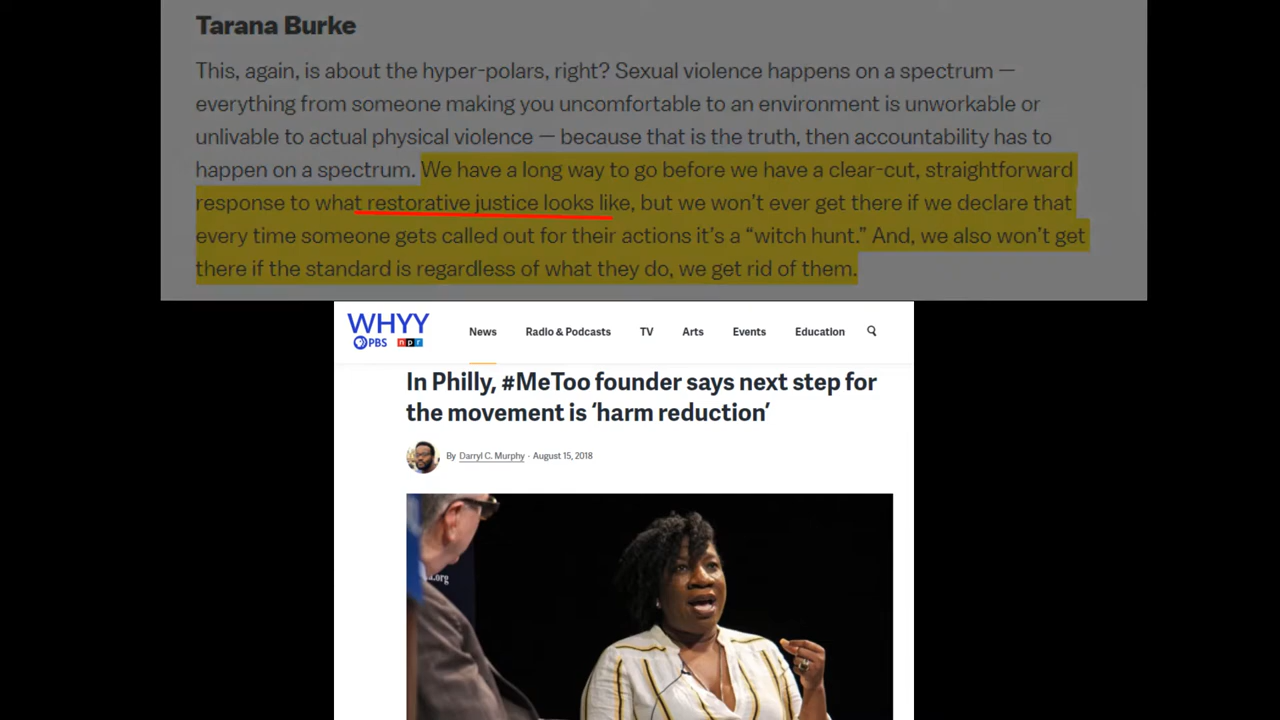 Tarana Burke
This, again, is about the hyper-polars, right? Sexual violence happens on a spectrum —
everything from someone making you uncomfortable to an environment is unworkable or
unlivable to actual physical violence — because that is the truth, then accountability has to
happen on a spectrum. We have a long way to go before we have a clear-cut, straightforward
response to what restorative justice looks like, but we won’t ever get there if we declare that
every time someone gets called out for their actions it’s a “witch hunt.” And, we also won’t get
there if the standard is regardless of what they do, we get rid of them.
WHYY
PBS npr
News Radio & Podcasts TV Arts Events Education
In Philly, #MeToo founder says next step for
the movement is ‘harm reduction’
By Darryl C. Murphy · August 15, 2018
a.org